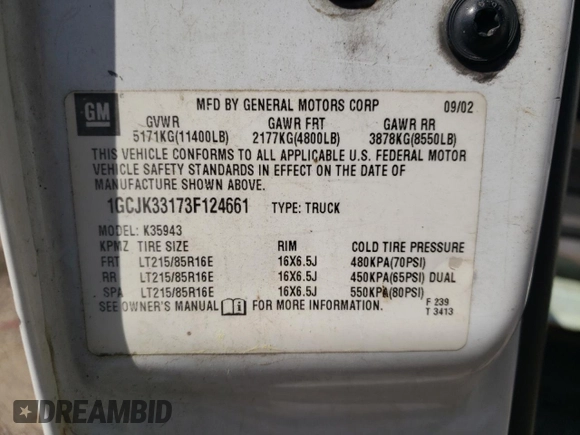 GM
MFD BY GENERAL MOTORS CORP 09/02
GVWR GAWR FRT GAWR RR
5171KG(11400LB) 2177KG(4800LB) 3878KG(8550LB)
THIS VEHICLE CONFORMS TO ALL APPLICABLE U.S. FEDERAL MOTOR
VEHICLE SAFETY STANDARDS IN EFFECT ON THE DATE OF
MANUFACTURE SHOWN ABOVE.
1GCJK33173F124661 TYPE: TRUCK
MODEL: K35943
KPMZ TIRE SIZE RIM COLD TIRE PRESSURE
FRT LT215/85R16E 16X6.5J 480KPA(70PSI)
RR LT215/85R16E 16X6.5J 450KPA(65PSI) DUAL
SPA LT215/85R16E 16X6.5J 550KPA(80PSI)
SEE OWNER'S MANUAL FOR MORE INFORMATION.
F 239
T 3413
DREAMBID